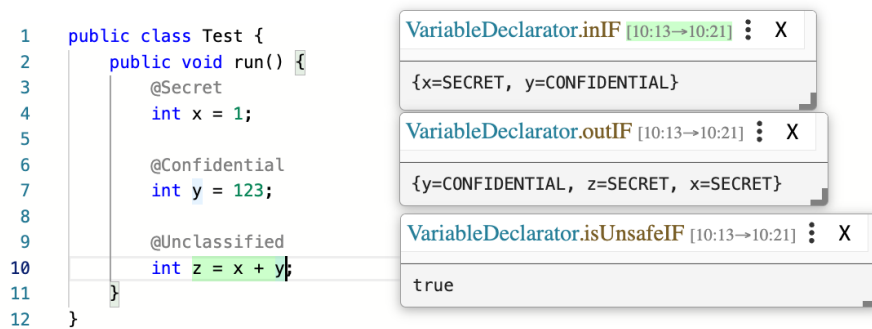 1 public class Test {
2 public void run() {
3 @Secret
4 int x = 1;
5
6 @Confidential
7 int y = 123;
8
9 @Unclassified
10 int z = x + y;
11 }
12 }
VariableDeclarator.inIF [10:13→10:21] ⋮ X
{x=SECRET, y=CONFIDENTIAL}
VariableDeclarator.outIF [10:13→10:21] ⋮ X
{y=CONFIDENTIAL, z=SECRET, x=SECRET}
VariableDeclarator.isUnsafeIF [10:13→10:21] ⋮ X
true